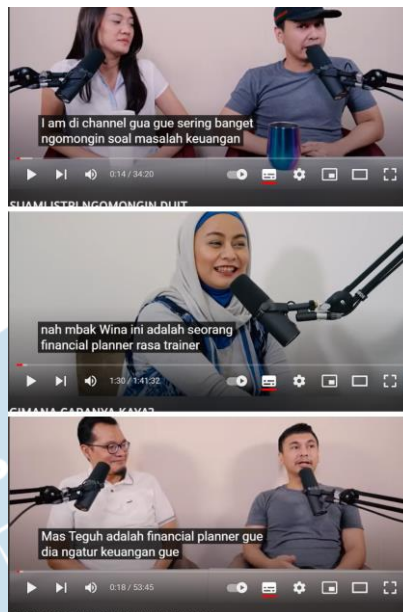 I am di channel gua gue sering banget
ngomongin soal masalah keuangan
0:14 / 34:20
SUAMI ISTRI NGOMONGIN DUIT
nah mbak Wina ini adalah seorang
financial planner rasa trainer
1:30 / 1:41:32
GIMANA CARANYA KAYA?
Mas Teguh adalah financial planner gue
dia ngatur keuangan gue
0:18 / 53:45